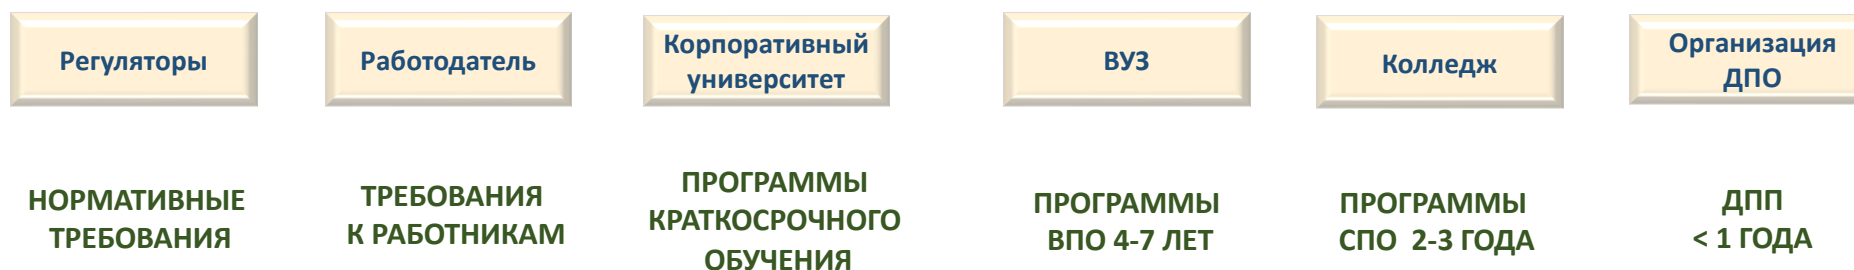 Регуляторы
Работодатель
Корпоративный
университет
ВУЗ
Колледж
Организация
ДПО
НОРМАТИВНЫЕ
ТРЕБОВАНИЯ
ТРЕБОВАНИЯ
К РАБОТНИКАМ
ПРОГРАММЫ
КРАТКОСРОЧНОГО
ОБУЧЕНИЯ
ПРОГРАММЫ
ВПО 4-7 ЛЕТ
ПРОГРАММЫ
СПО 2-3 ГОДА
ДПП
< 1 ГОДА